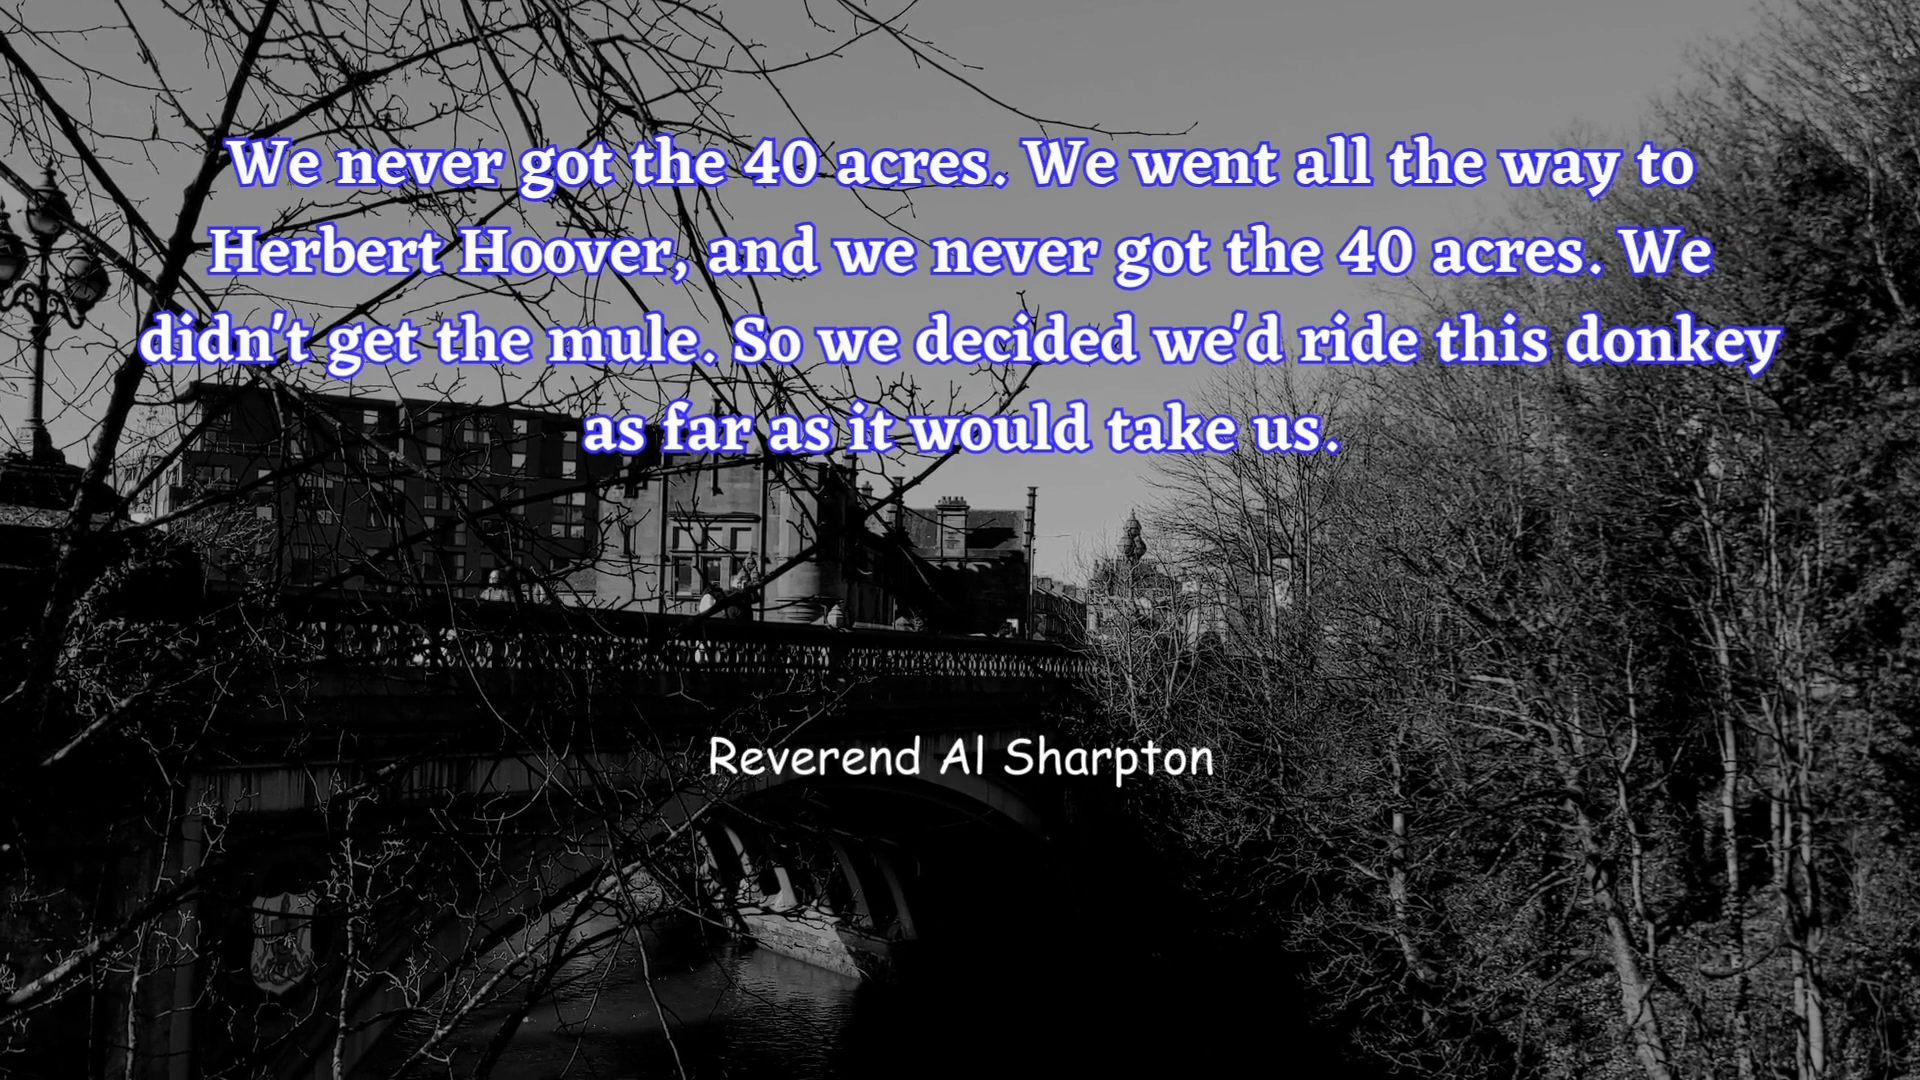 We never got the 40 acres. We went all the way to
Herbert Hoover, and we never got the 40 acres. We
didn't get the mule. So we decided we'd ride this donkey
as far as it would take us.
Reverend Al Sharpton